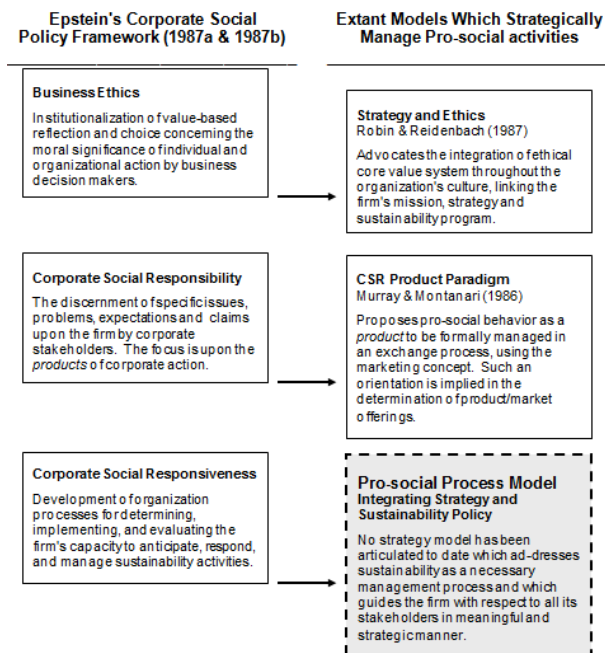 Epstein's Corporate Social
Policy Framework (1987a & 1987b)
Business Ethics
Institutionalization of value-based
reflection and choice concerning the
moral significance of individual and
organizational action by business
decision makers.
Corporate Social Responsibility
The discernment of specific issues,
problems, expectations and claims
upon the firm by corporate
stakeholders. The focus is upon the
products of corporate action.
Corporate Social Responsiveness
Development of organization
processes for determining,
implementing, and evaluating the
firm's capacity to anticipate, respond,
and manage sustainability activities.
Extant Models Which Strategically
Manage Pro-social activities
Strategy and Ethics
Robin & Reidenbach (1987)
Advocates the integration of ethical
core value system throughout the
organization's culture, linking the
firm's mission, strategy and
sustainability program.
CSR Product Paradigm
Murray & Montanari (1986)
Proposes pro-social behavior as a
product to be formally managed in
an exchange process, using the
marketing concept. Such an
orientation is implied in the
determination of product/market
offerings.
Pro-social Process Model
Integrating Strategy and
Sustainability Policy
No strategy model has been
articulated to date which ad-dresses
sustainability as a necessary
management process and which
guides the firm with respect to all its
stakeholders in meaningful and
strategic manner.